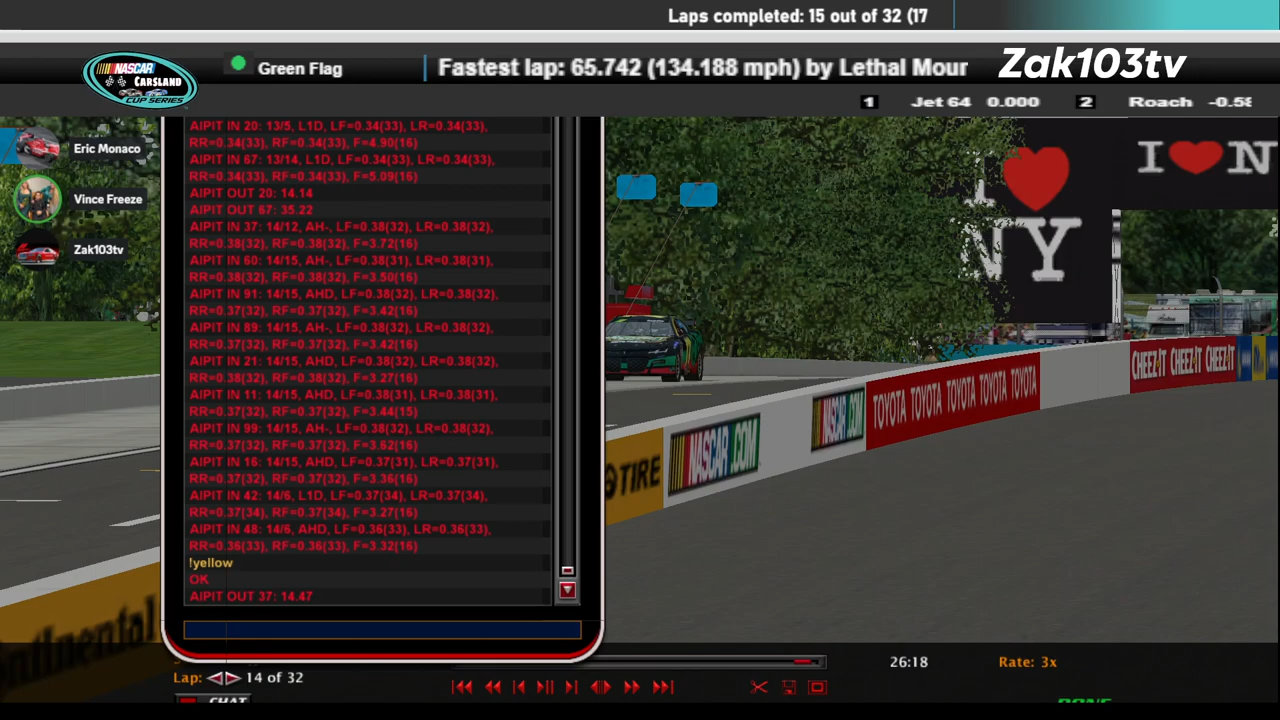 Laps completed: 15 out of 32 (17
NASCAR
CARSLAND
CUP SERIES
Green Flag
Fastest lap: 65.742 (134.188 mph) by Lethal Mour
Zak103tv
1 Jet 64 0.000 2 Roach -0.58
Eric Monaco
Vince Freeze
Zak103tv
AIPIT IN 20: 13/5, L1D, LF=0.34(33), LR=0.34(33),
RR=0.34(33), RF=0.34(33), F=4.90(16)
AIPIT IN 67: 13/14, L1D, LF=0.34(33), LR=0.34(33),
RR=0.34(33), RF=0.34(33), F=5.09(16)
AIPIT OUT 20: 14.14
AIPIT OUT 67: 35.22
AIPIT IN 37: 14/12, AH-, LF=0.38(32), LR=0.38(32),
RR=0.38(32), RF=0.38(32), F=3.72(16)
AIPIT IN 60: 14/15, AH-, LF=0.38(31), LR=0.38(31),
RR=0.38(32), RF=0.38(32), F=3.50(16)
AIPIT IN 91: 14/15, AHD, LF=0.38(32), LR=0.38(32),
RR=0.37(32), RF=0.37(32), F=3.42(16)
AIPIT IN 89: 14/15, AH-, LF=0.38(32), LR=0.38(32),
RR=0.37(32), RF=0.37(32), F=3.42(16)
AIPIT IN 21: 14/15, AHD, LF=0.38(32), LR=0.38(32),
RR=0.38(32), RF=0.38(32), F=3.27(16)
AIPIT IN 11: 14/15, AHD, LF=0.38(31), LR=0.38(31),
RR=0.37(32), RF=0.37(32), F=3.44(15)
AIPIT IN 99: 14/15, AH-, LF=0.38(32), LR=0.38(32),
RR=0.37(32), RF=0.37(32), F=3.62(16)
AIPIT IN 16: 14/15, AHD, LF=0.37(31), LR=0.37(31),
RR=0.37(32), RF=0.37(32), F=3.36(16)
AIPIT IN 42: 14/6, L1D, LF=0.37(34), LR=0.37(34),
RR=0.37(34), RF=0.37(34), F=3.27(16)
AIPIT IN 48: 14/6, AHD, LF=0.36(33), LR=0.36(33),
RR=0.36(33), RF=0.36(33), F=3.32(16)
!yellow
OK
AIPIT OUT 37: 14.47
I ❤ NY
I ❤ N
CHEEZ-IT CHEEZ-IT CHEEZ-IT
TOYOTA TOYOTA TOYOTA TOYOTA TOYOTA
NASCAR.COM
NASCAR.COM
TIRE
ontinental
Lap: 14 of 32
26:18
Rate: 3x
CHAT